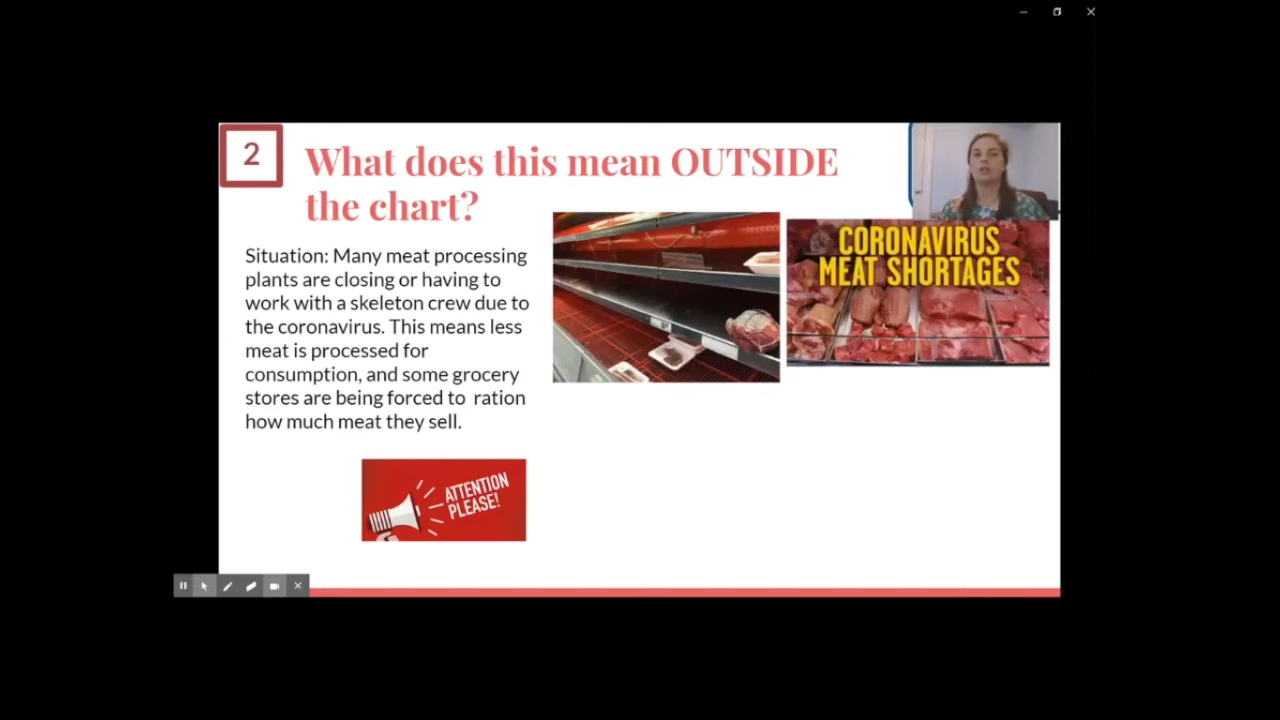 2
What does this mean OUTSIDE
the chart?
Situation: Many meat processing
plants are closing or having to
work with a skeleton crew due to
the coronavirus. This means less
meat is processed for
consumption, and some grocery
stores are being forced to ration
how much meat they sell.
CORONAVIRUS
MEAT SHORTAGES
ATTENTION
PLEASE!